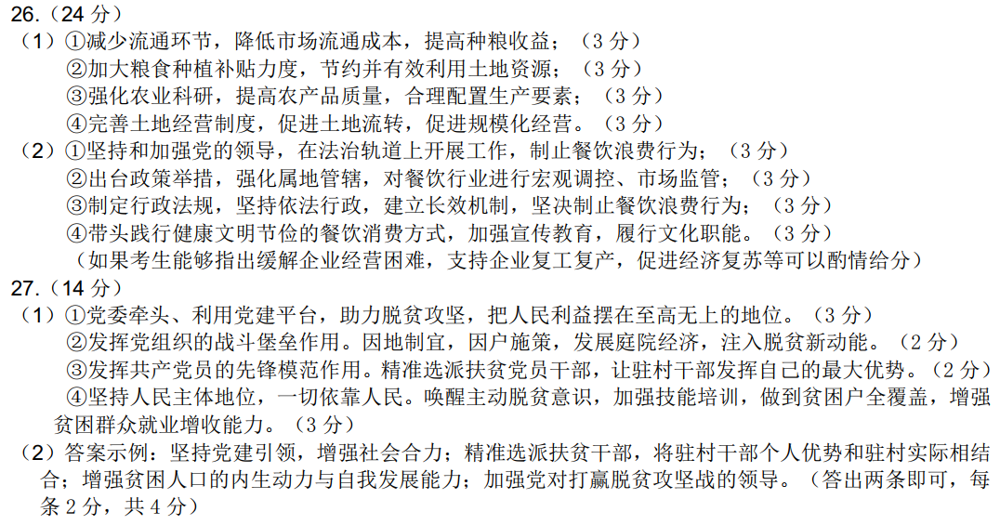 26.（24 分）
（1）①减少流通环节，降低市场流通成本，提高种粮收益；（3 分）
②加大粮食种植补贴力度，节约并有效利用土地资源；（3 分）
③强化农业科研，提高农产品质量，合理配置生产要素；（3 分）
④完善土地经营制度，促进土地流转，促进规模化经营。（3 分）
（2）①坚持和加强党的领导，在法治轨道上开展工作，制止餐饮浪费行为；（3 分）
②出台政策举措，强化属地管辖，对餐饮行业进行宏观调控、市场监管；（3 分）
③制定行政法规，坚持依法行政，建立长效机制，坚决制止餐饮浪费行为；（3 分）
④带头践行健康文明节俭的餐饮消费方式，加强宣传教育，履行文化职能。（3 分）
（如果考生能够指出缓解企业经营困难，支持企业复工复产，促进经济复苏等可以酌情给分）
27.（14 分）
（1）①党委牵头、利用党建平台，助力脱贫攻坚，把人民利益摆在至高无上的地位。（3 分）
②发挥党组织的战斗堡垒作用。因地制宜，因户施策，发展庭院经济，注入脱贫新动能。（2 分）
③发挥共产党员的先锋模范作用。精准选派扶贫党员干部，让驻村干部发挥自己的最大优势。（2 分）
④坚持人民主体地位，一切依靠人民。唤醒主动脱贫意识，加强技能培训，做到贫困户全覆盖，增强
贫困群众就业增收能力。（3 分）
（2）答案示例：坚持党建引领，增强社会合力；精准选派扶贫干部，将驻村干部个人优势和驻村实际相结
合；增强贫困人口的内生动力与自我发展能力；加强党对打赢脱贫攻坚战的领导。（答出两条即可，每
条 2 分，共 4 分）